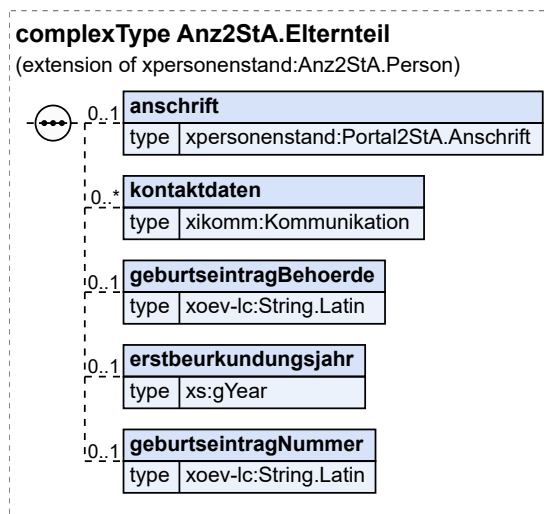 complexType Anz2StA.Elternteil
(extension of xpersonenstand:Anz2StA.Person)
0..1 anschrift
type xpersonenstand:Portal2StA.Anschrift
0..* kontaktdaten
type xikomm:Kommunikation
0..1 geburtseintragBehoerde
type xoev-lc:String.Latin
0..1 erstbeurkundungsjahr
type xs:gYear
0..1 geburtseintragNummer
type xoev-lc:String.Latin